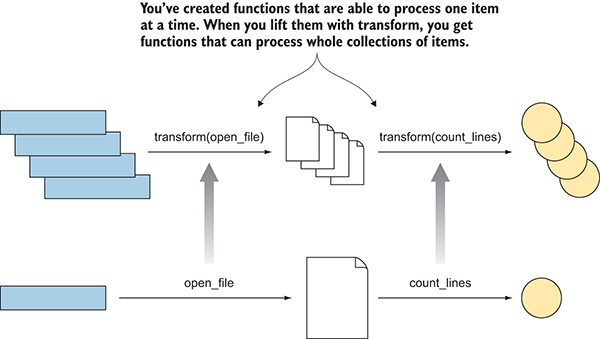 You've created functions that are able to process one item
at a time. When you lift them with transform, you get
functions that can process whole collections of items.
transform(open_file)
transform(count_lines)
open_file
count_lines